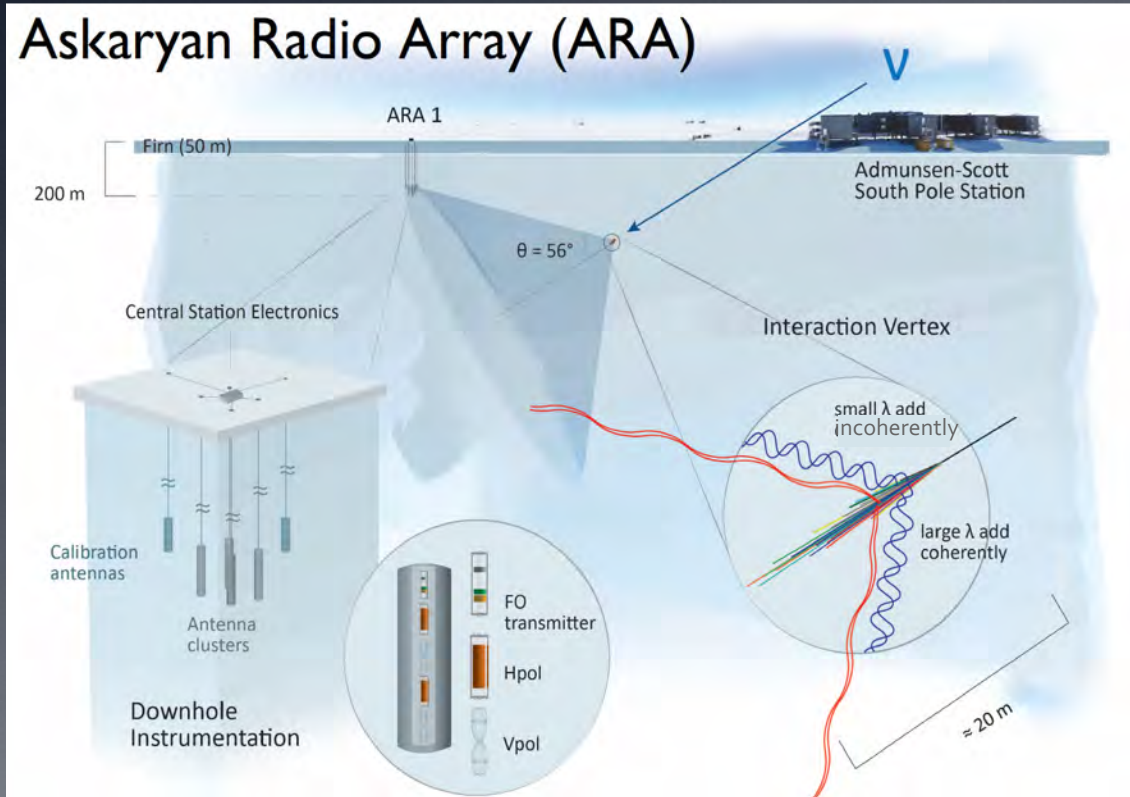 Askaryan Radio Array (ARA)
ν
ARA 1
Firn (50 m)
200 m
Admunsen-Scott
South Pole Station
θ = 56°
Central Station Electronics
Interaction Vertex
small λ add
incoherently
large λ add
coherently
Calibration
antennas
Antenna
clusters
FO
transmitter
Hpol
Vpol
Downhole
Instrumentation
≈ 20 m